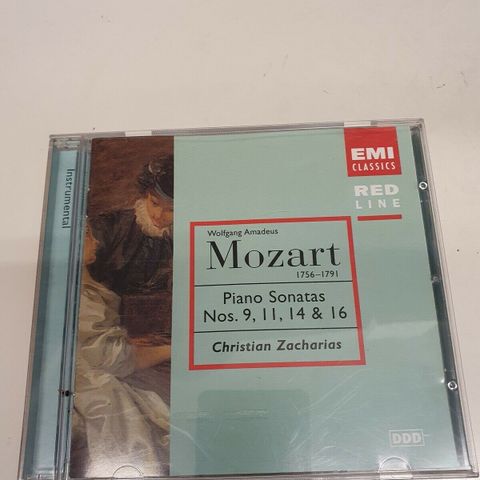 Instrumental
EMI
CLASSICS
RED
LINE
Wolfgang Amadeus
Mozart
1756–1791
Piano Sonatas
Nos. 9, 11, 14 & 16
Christian Zacharias
DDD